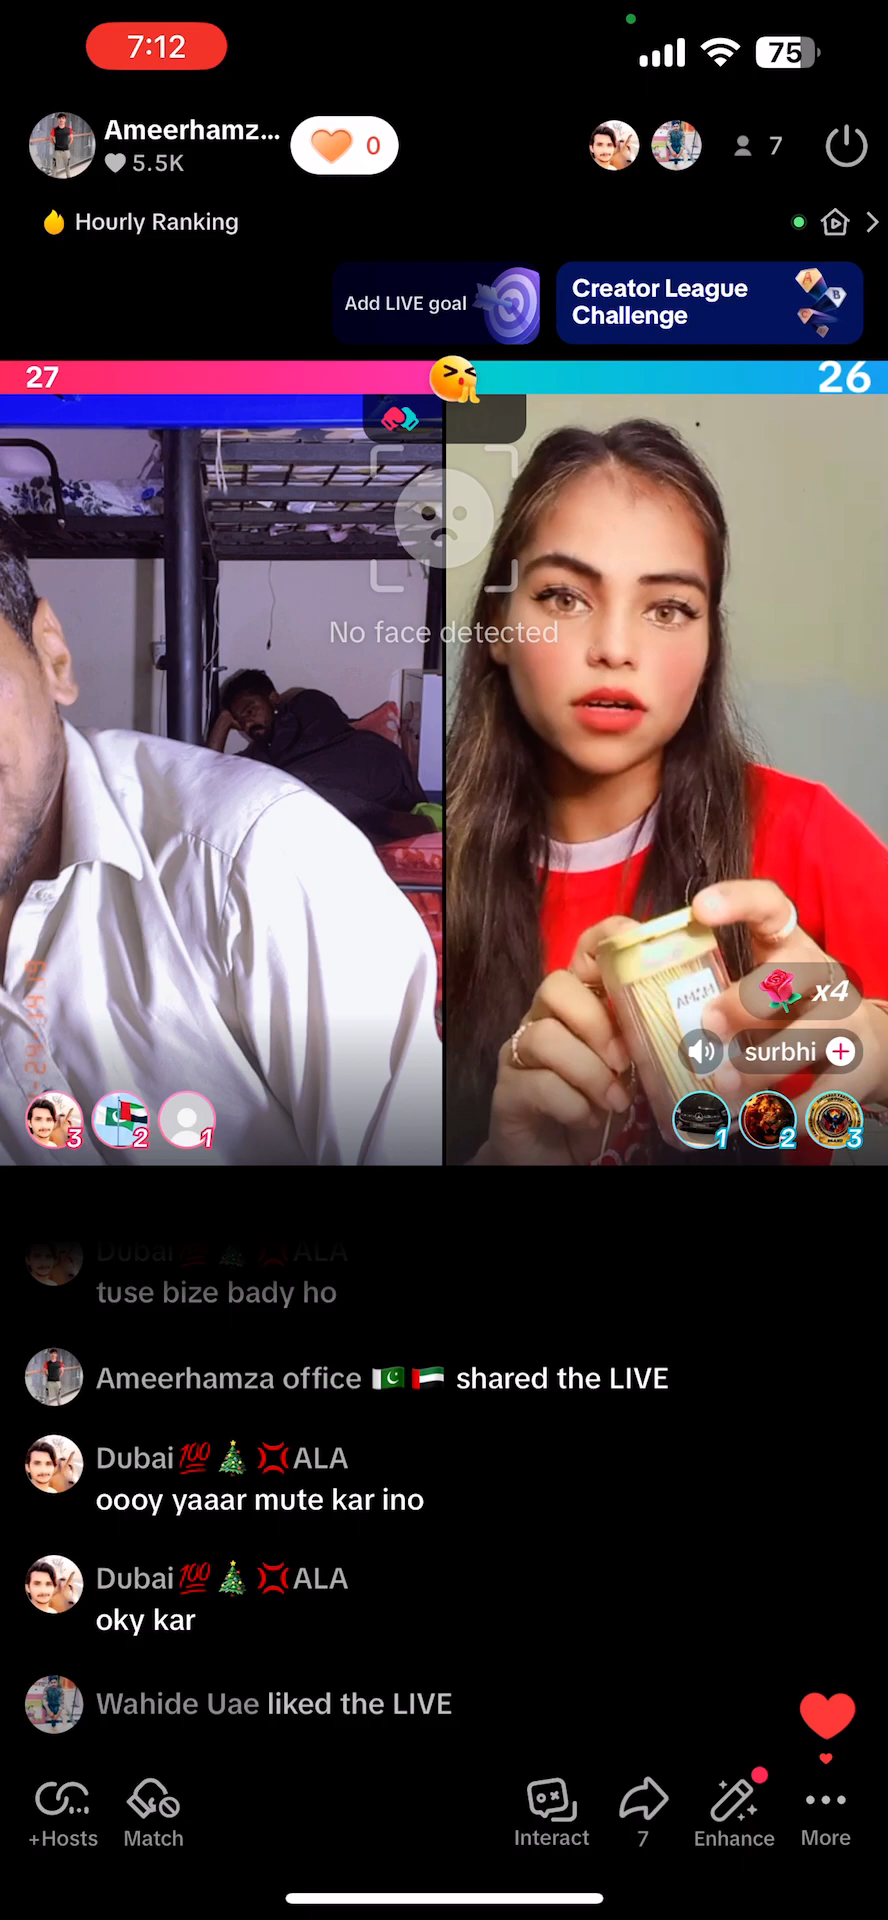 7:12
75
Ameerhamz...
5.5K
0
7
Hourly Ranking
Add LIVE goal
Creator League
Challenge
A
B
C
27
26
No face detected
x4
surbhi
3
2
1
1
2
3
Dubai💯🎄💢ALA
tuse bize bady ho
Ameerhamza office 🇵🇰🇦🇪 shared the LIVE
Dubai💯🎄💢ALA
oooy yaaar mute kar ino
Dubai💯🎄💢ALA
oky kar
Wahide Uae liked the LIVE
+Hosts
Match
Interact
7
Enhance
More